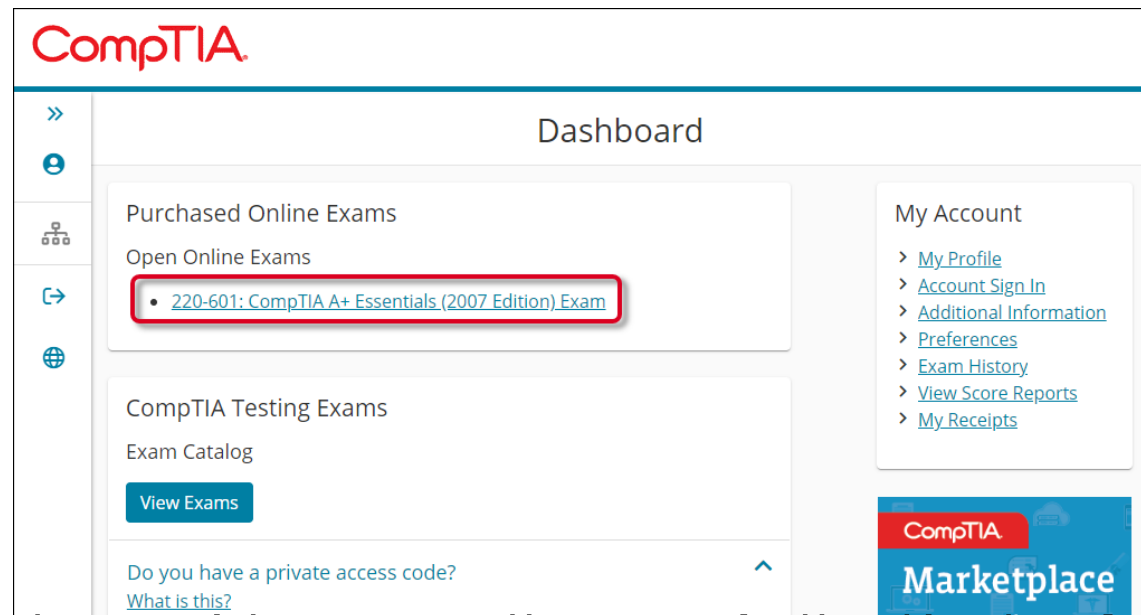 CompTIA.
Dashboard
Purchased Online Exams
Open Online Exams
220-601: CompTIA A+ Essentials (2007 Edition) Exam
CompTIA Testing Exams
Exam Catalog
View Exams
Do you have a private access code?
What is this?
My Account
My Profile
Account Sign In
Additional Information
Preferences
Exam History
View Score Reports
My Receipts
CompTIA.
Marketplace